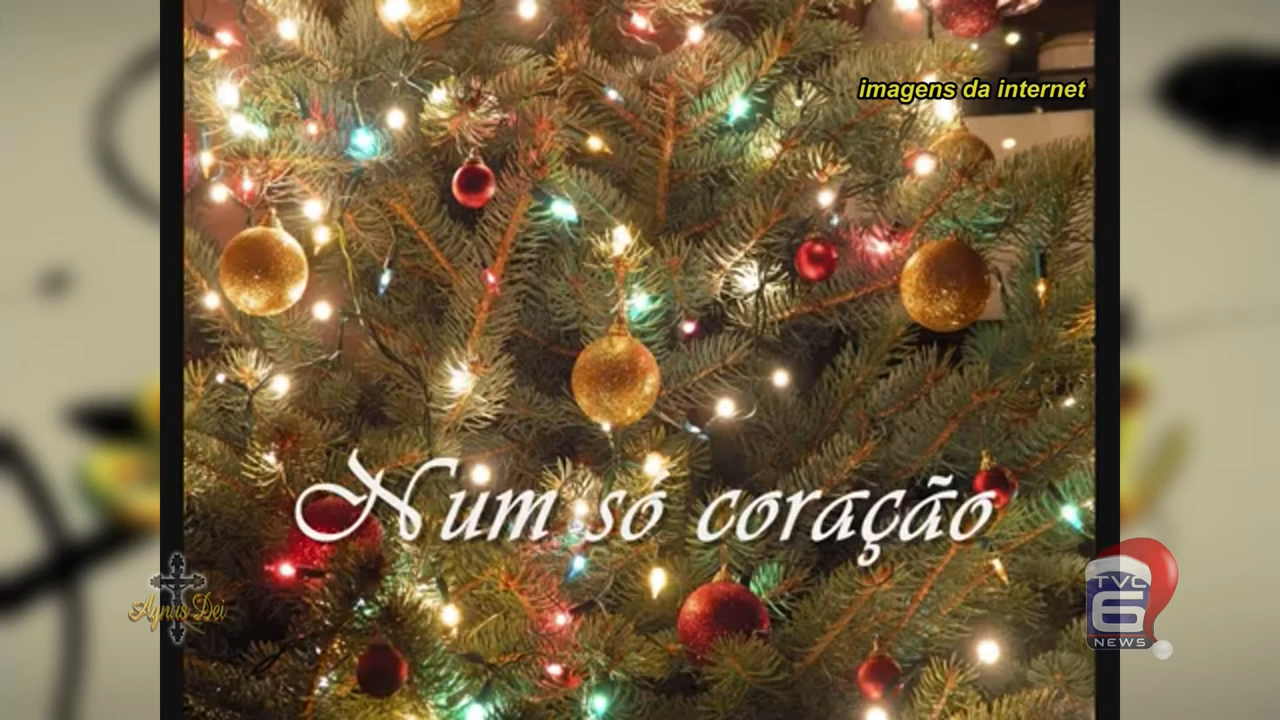 imagens da internet
Num só coração
Agnus Dei
TVC
6
NEWS